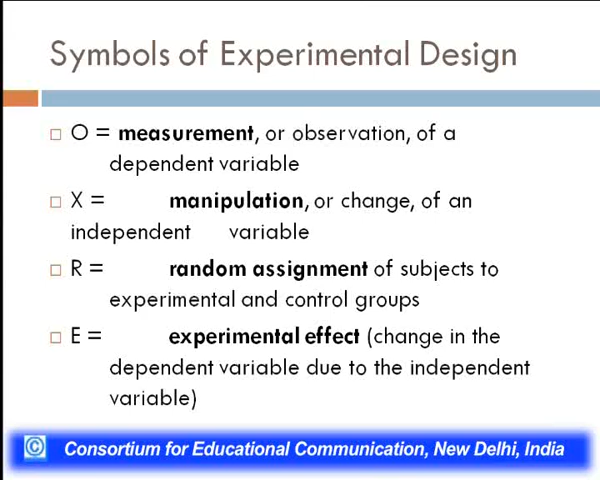 Symbols of Experimental Design
O = measurement, or observation, of a
dependent variable
X = manipulation, or change, of an
independent variable
R = random assignment of subjects to
experimental and control groups
E = experimental effect (change in the
dependent variable due to the independent
variable)
© Consortium for Educational Communication, New Delhi, India